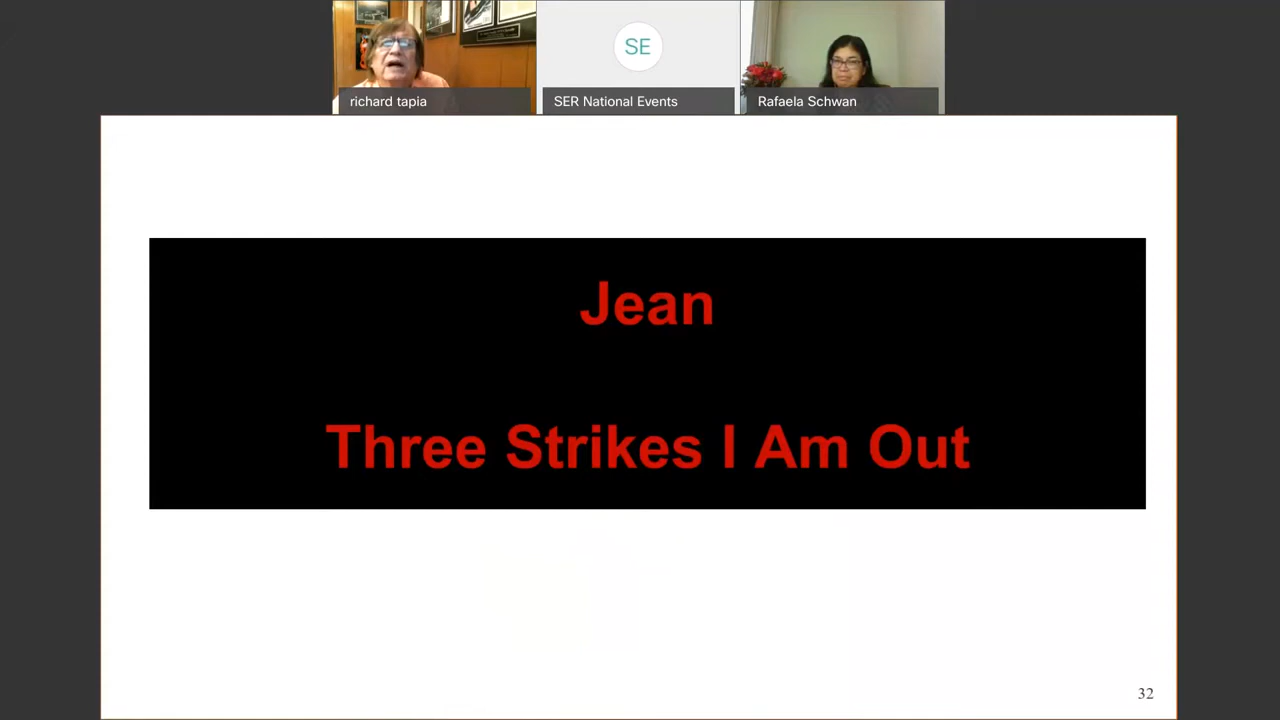 SE
richard tapia
SER National Events
Rafaela Schwan
Jean
Three Strikes I Am Out
32